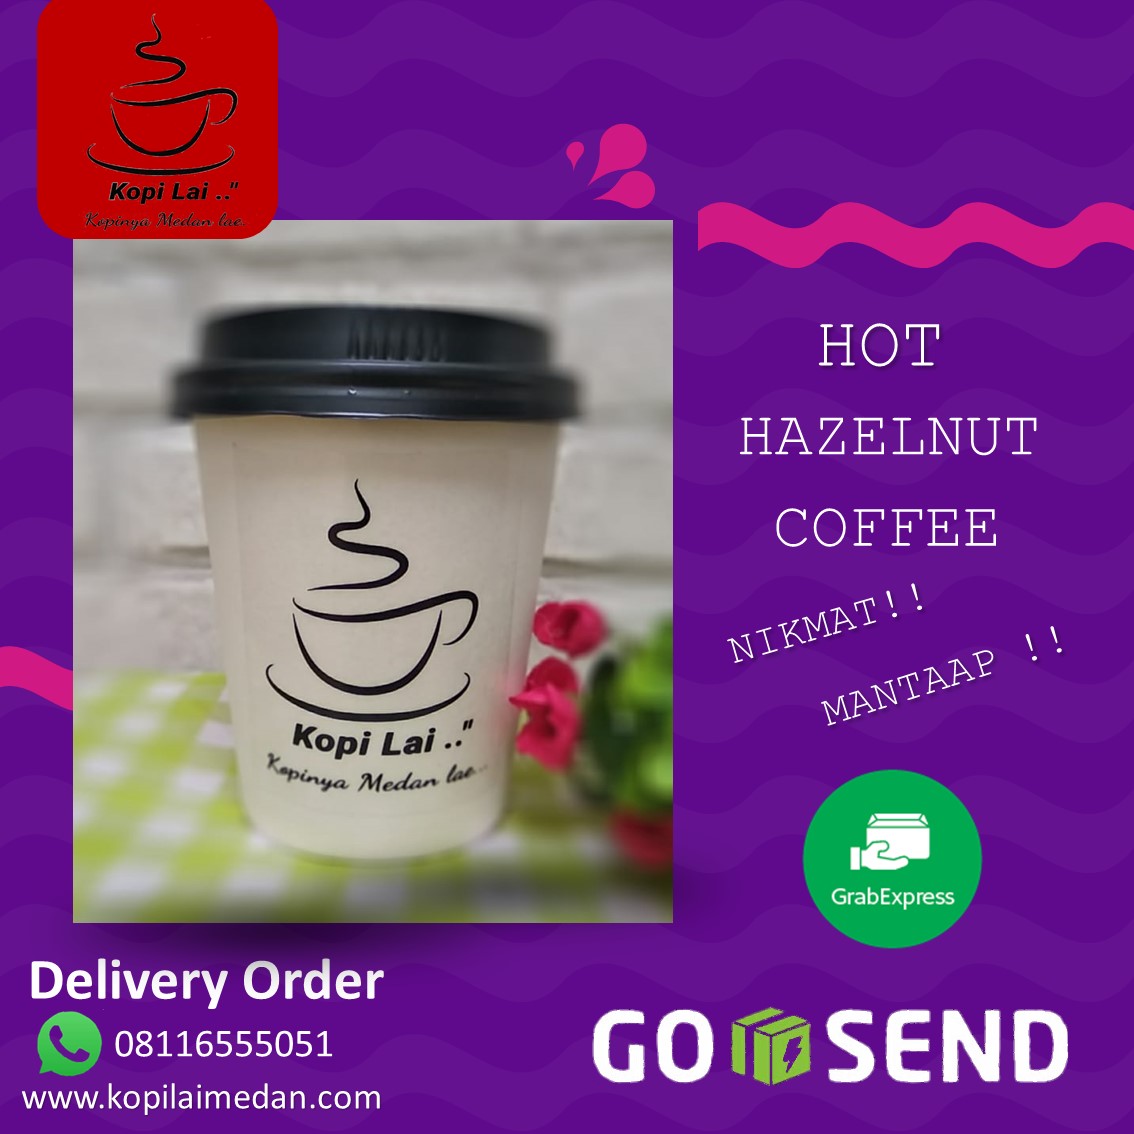 Kopi Lai .."
Kopinya Medan lae..
HOT
HAZELNUT
COFFEE
NIKMAT!!
MANTAAP !!
Kopi Lai .."
Kopinya Medan lae...
GrabExpress
Delivery Order
08116555051
www.kopilaimedan.com
GO SEND